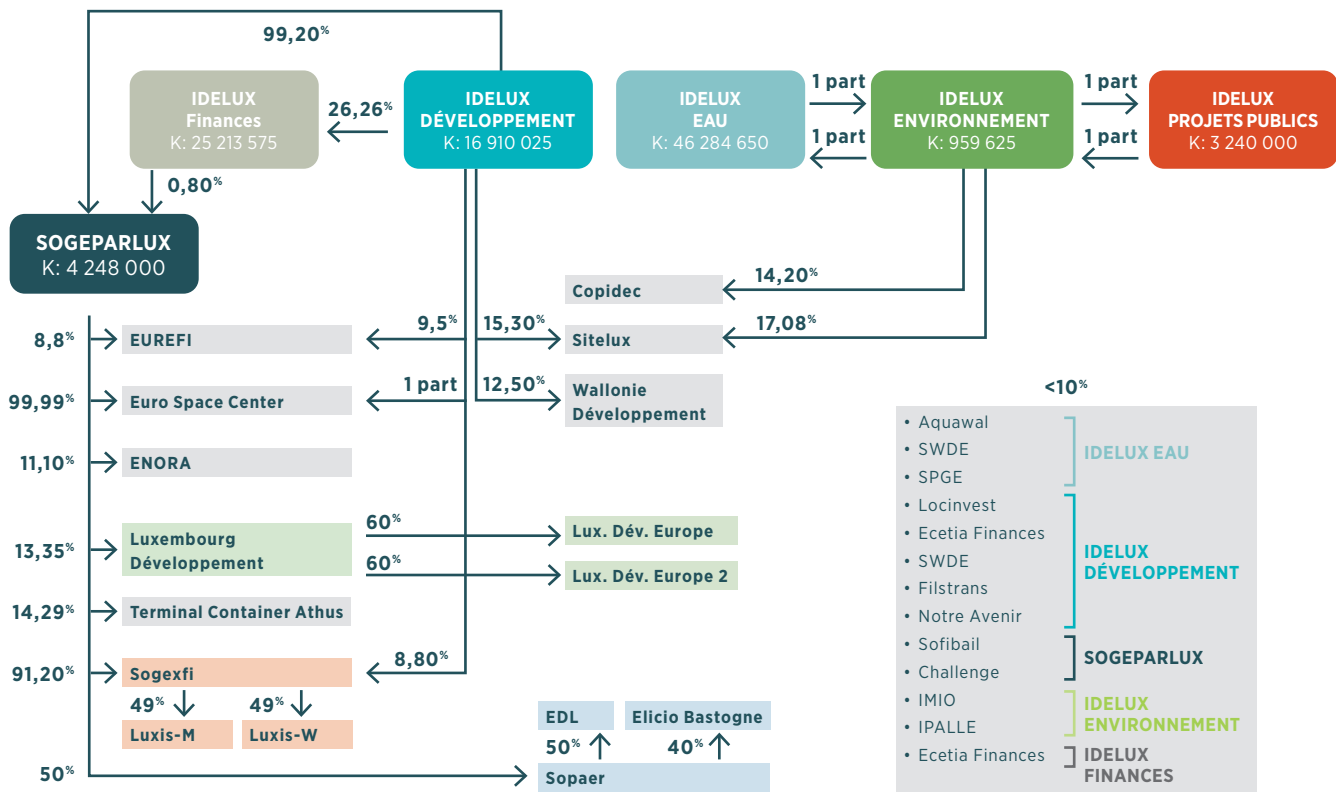 99,20%
IDELUX
Finances
K: 25 213 575
26,26%
IDELUX
DÉVELOPPEMENT
K: 16 910 025
IDELUX
EAU
K: 46 284 650
1 part
1 part
IDELUX
ENVIRONNEMENT
K: 959 625
1 part
1 part
IDELUX
PROJETS PUBLICS
K: 3 240 000
0,80%
SOGEPARLUX
K: 4 248 000
Copidec
14,20%
8,8%
EUREFI
9,5%
15,30%
Sitelux
17,08%
99,99%
Euro Space Center
1 part
12,50%
Wallonie
Développement
11,10%
ENORA
13,35%
Luxembourg
Développement
60%
Lux. Dév. Europe
60%
Lux. Dév. Europe 2
14,29%
Terminal Container Athus
91,20%
Sogexfi
8,80%
49%
49%
Luxis-M
Luxis-W
EDL
Elicio Bastogne
50%
40%
50%
Sopaer
<10%
• Aquawal
• SWDE
• SPGE
IDELUX EAU
• Locinvest
• Ecetia Finances
• SWDE
• Filstrans
• Notre Avenir
IDELUX
DÉVELOPPEMENT
• Sofibail
• Challenge
SOGEPARLUX
• IMIO
• IPALLE
IDELUX
ENVIRONNEMENT
• Ecetia Finances
IDELUX
FINANCES